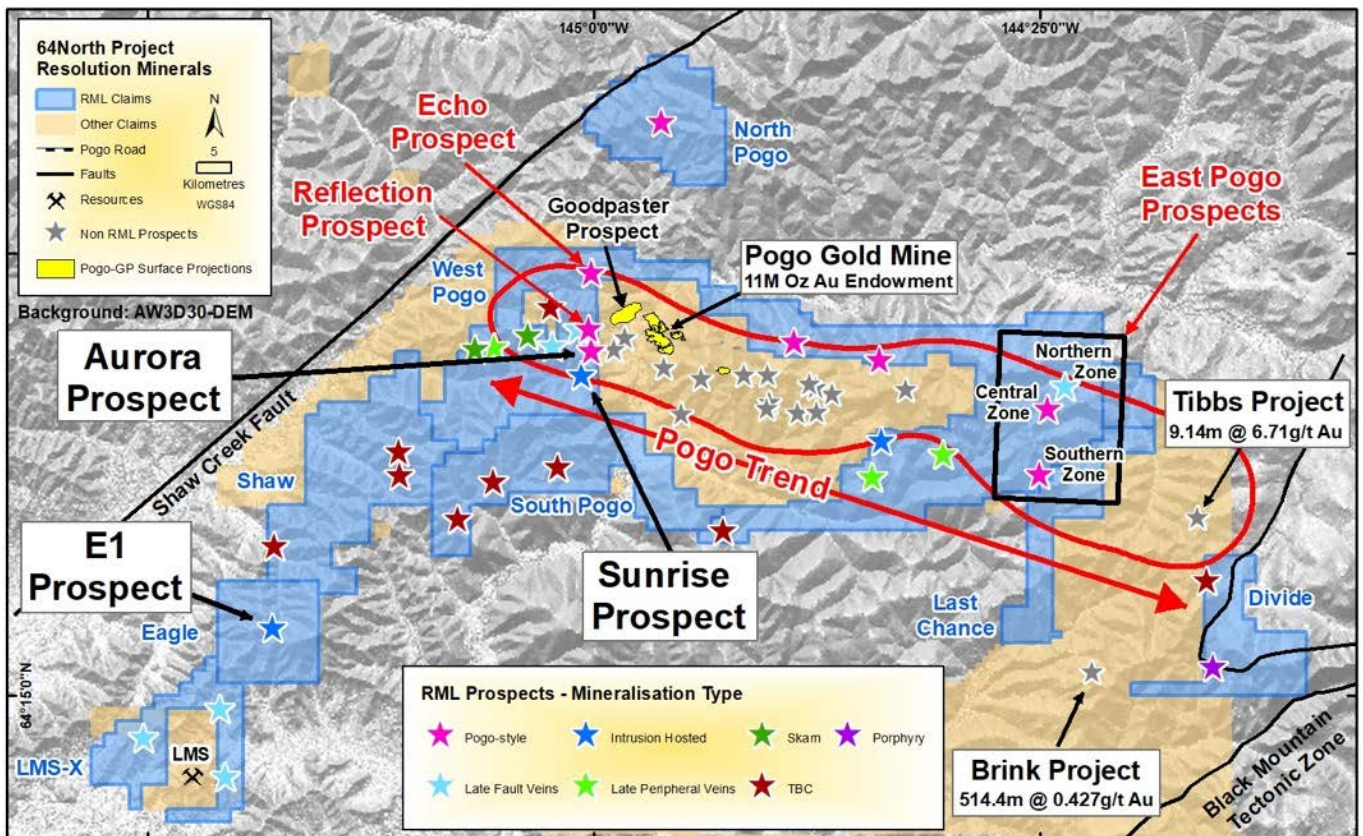 64North Project
Resolution Minerals
RML Claims
Other Claims
Pogo Road
Faults
Resources
Non RML Prospects
Pogo-GP Surface Projections
N
5
Kilometres
WGS84
Background: AW3D30-DEM
145°0'0"W
144°25'0"W
64°15'0"N
Echo
Prospect
Reflection
Prospect
Goodpaster
Prospect
North
Pogo
Pogo Gold Mine
11M Oz Au Endowment
East Pogo
Prospects
West
Pogo
Aurora
Prospect
Northern
Zone
Central
Zone
Southern
Zone
Tibbs Project
9.14m @ 6.71g/t Au
Shaw Creek Fault
Pogo Trend
Shaw
South Pogo
E1
Prospect
Sunrise
Prospect
Eagle
Last
Chance
Divide
LMS-X
LMS
Brink Project
514.4m @ 0.427g/t Au
Black Mountain
Tectonic Zone
RML Prospects - Mineralisation Type
Pogo-style
Intrusion Hosted
Skarn
Porphyry
Late Fault Veins
Late Peripheral Veins
TBC